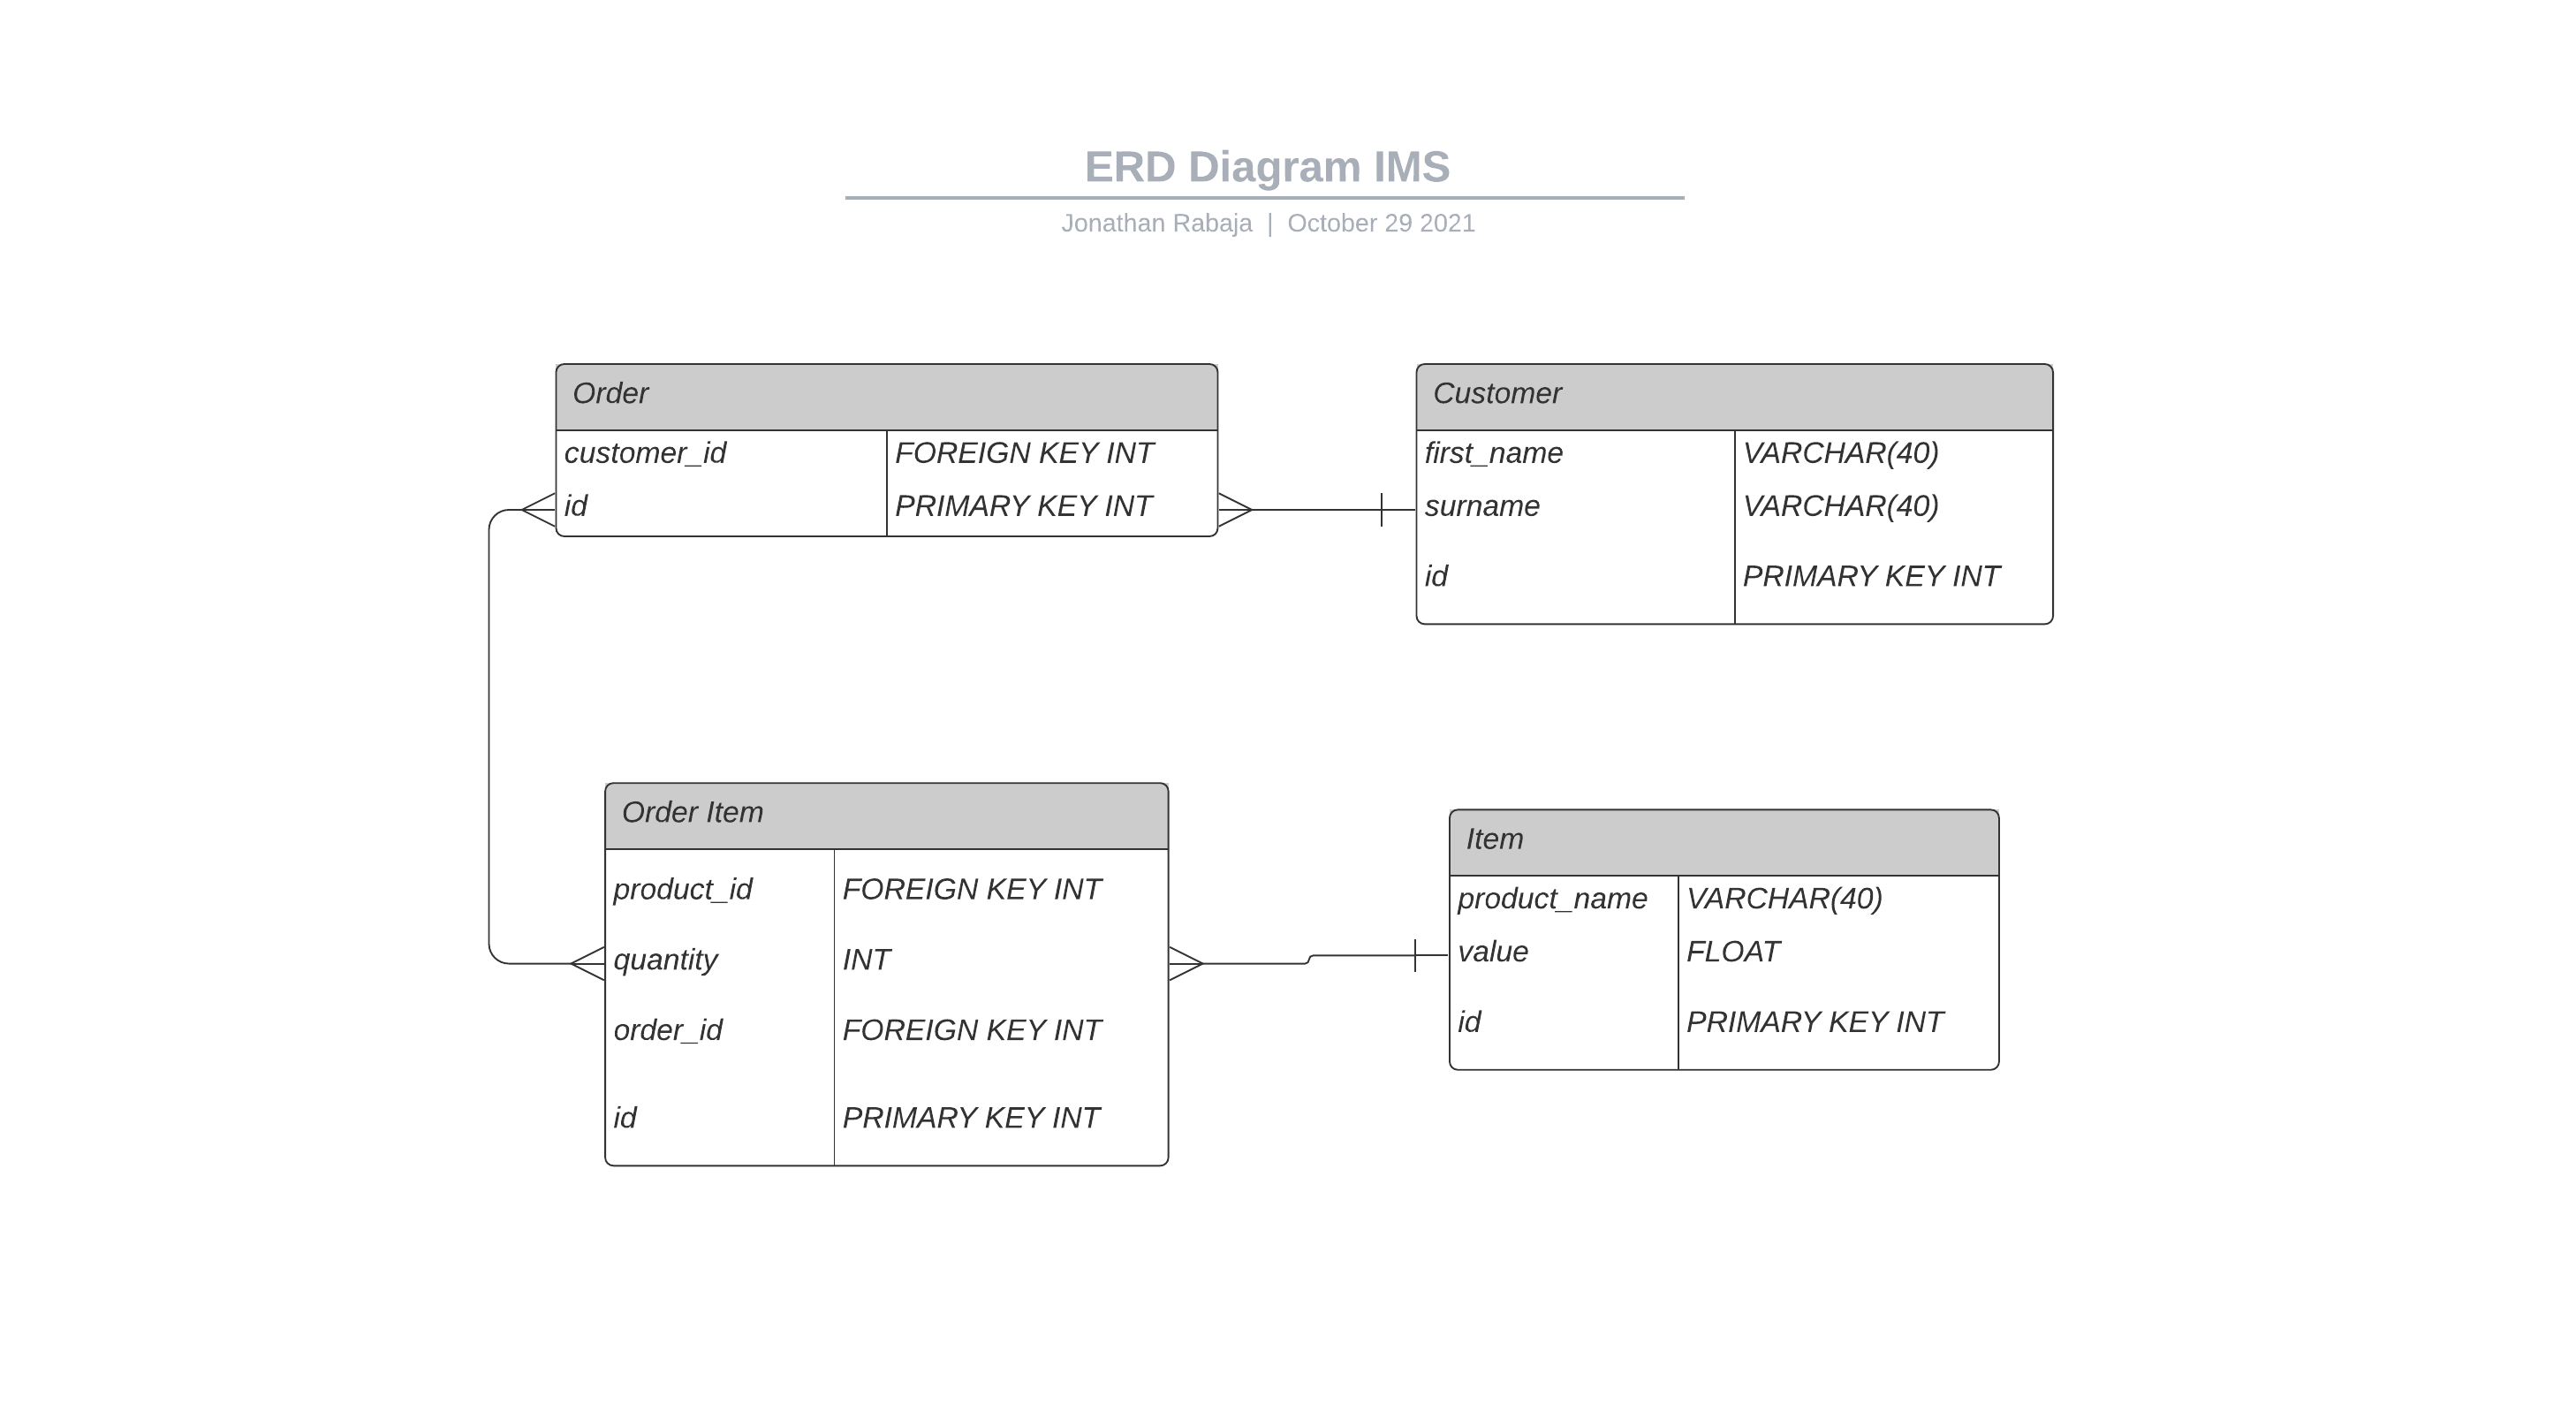 ERD Diagram IMS
Jonathan Rabaja | October 29 2021
Order
customer_id FOREIGN KEY INT
id PRIMARY KEY INT
Customer
first_name VARCHAR(40)
surname VARCHAR(40)
id PRIMARY KEY INT
Order Item
product_id FOREIGN KEY INT
quantity INT
order_id FOREIGN KEY INT
id PRIMARY KEY INT
Item
product_name VARCHAR(40)
value FLOAT
id PRIMARY KEY INT